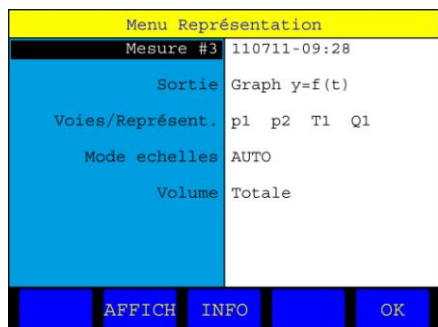 Menu Représentation
Mesure #3 110711-09:28
Sortie Graph y=f(t)
Voies/Représent. p1 p2 T1 Q1
Mode echelles AUTO
Volume Totale
AFFICH INFO OK